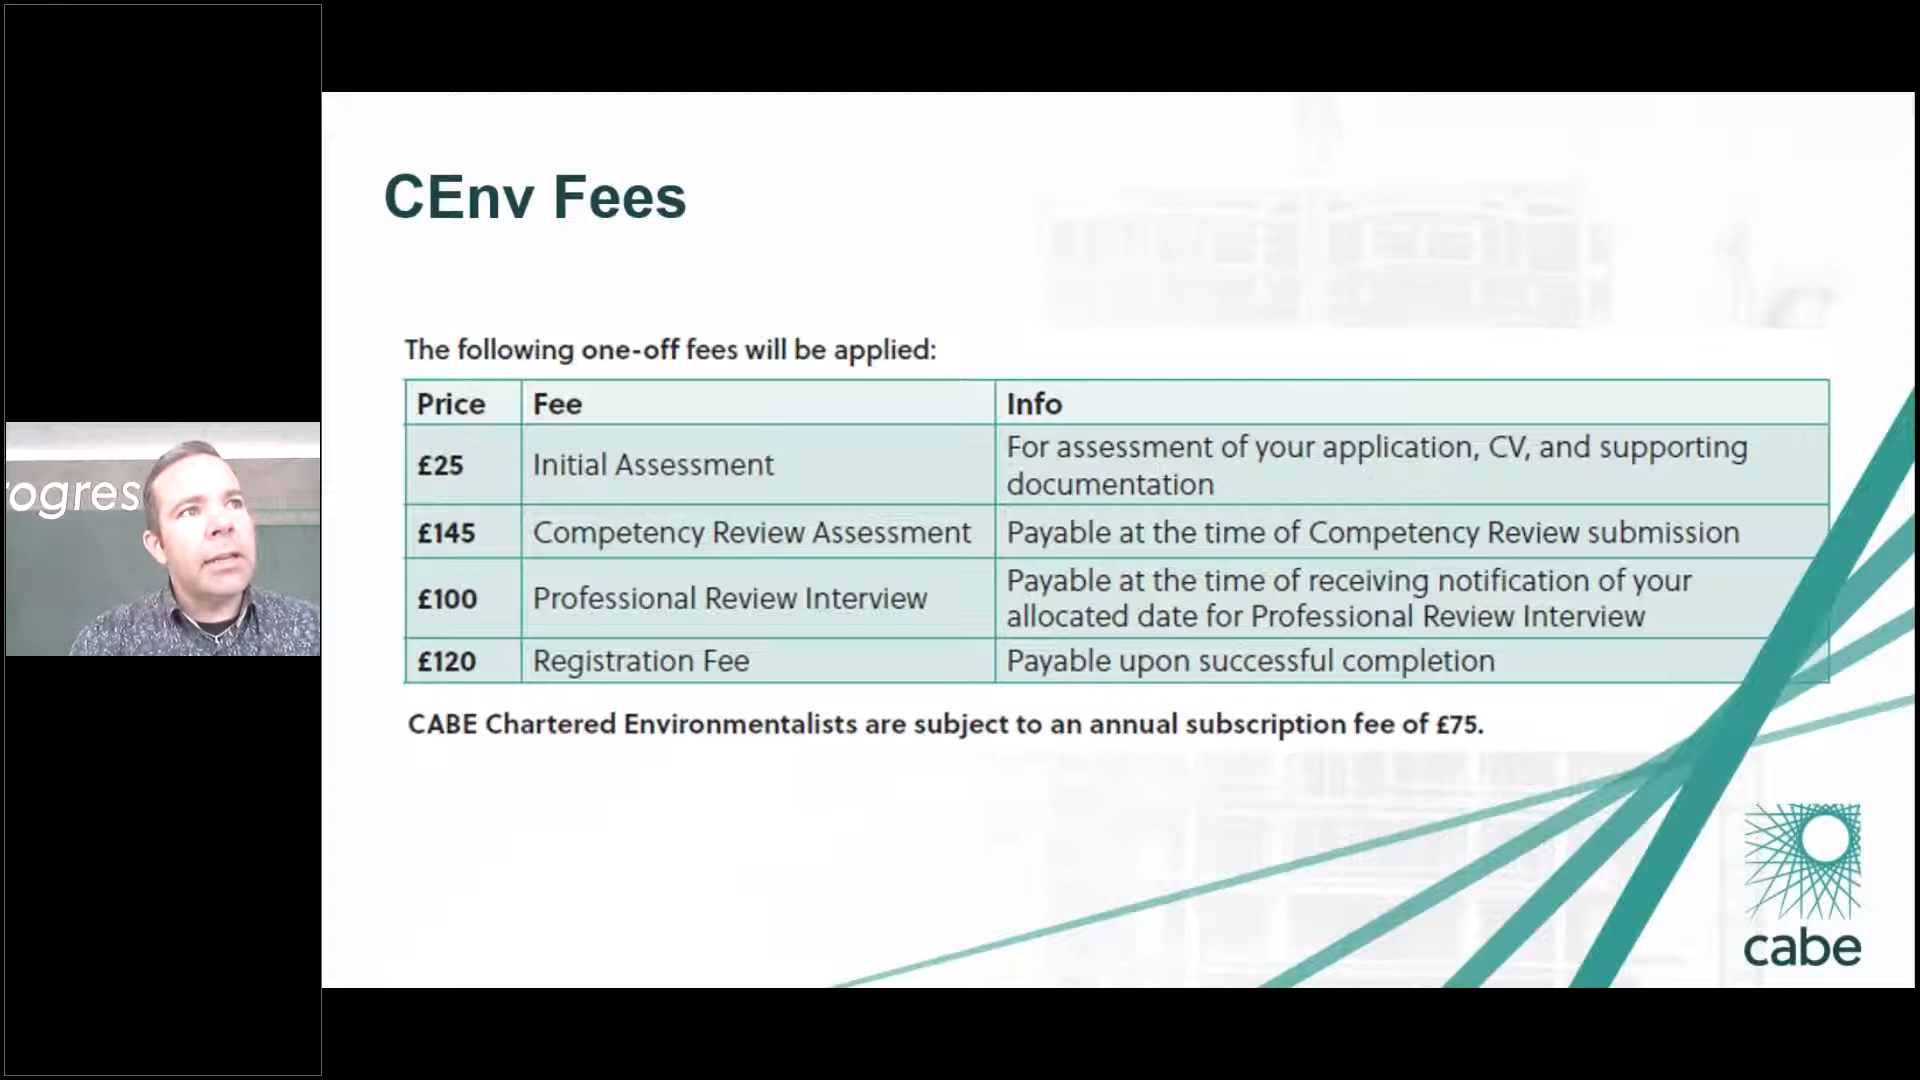 CEnv Fees
The following one-off fees will be applied:
Price Fee Info
£25 Initial Assessment For assessment of your application, CV, and supporting
documentation
£145 Competency Review Assessment Payable at the time of Competency Review submission
£100 Professional Review Interview Payable at the time of receiving notification of your
allocated date for Professional Review Interview
£120 Registration Fee Payable upon successful completion
CABE Chartered Environmentalists are subject to an annual subscription fee of £75.
ogres
cabe